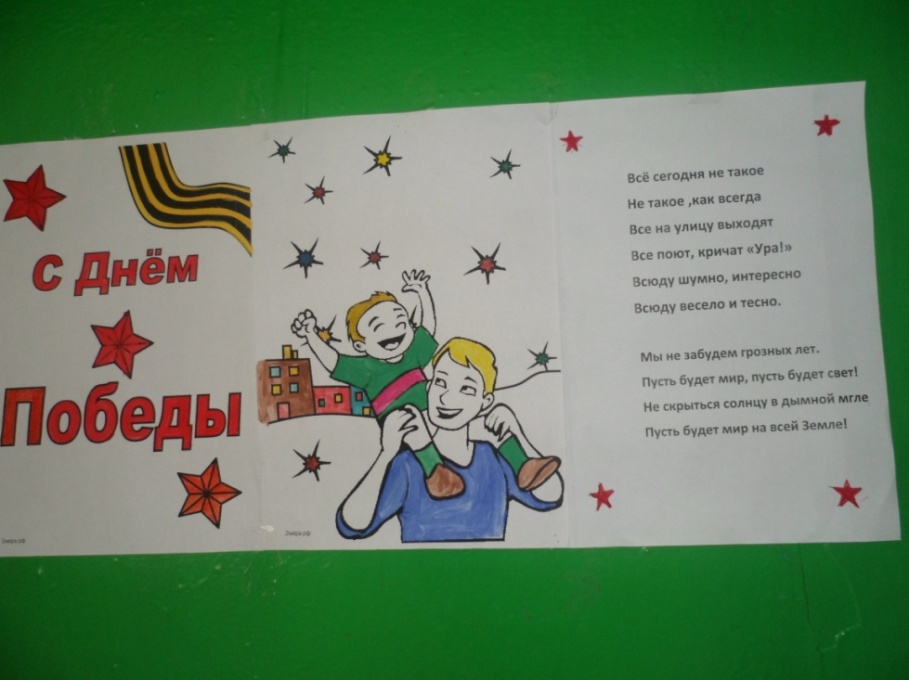 С Днём
Победы
Всё сегодня не такое
Не такое ,как всегда
Все на улицу выходят
Все поют, кричат «Ура!»
Всюду шумно, интересно
Всюду весело и тесно.
Мы не забудем грозных лет.
Пусть будет мир, пусть будет свет!
Не скрыться солнцу в дымной мгле
Пусть будет мир на всей Земле!